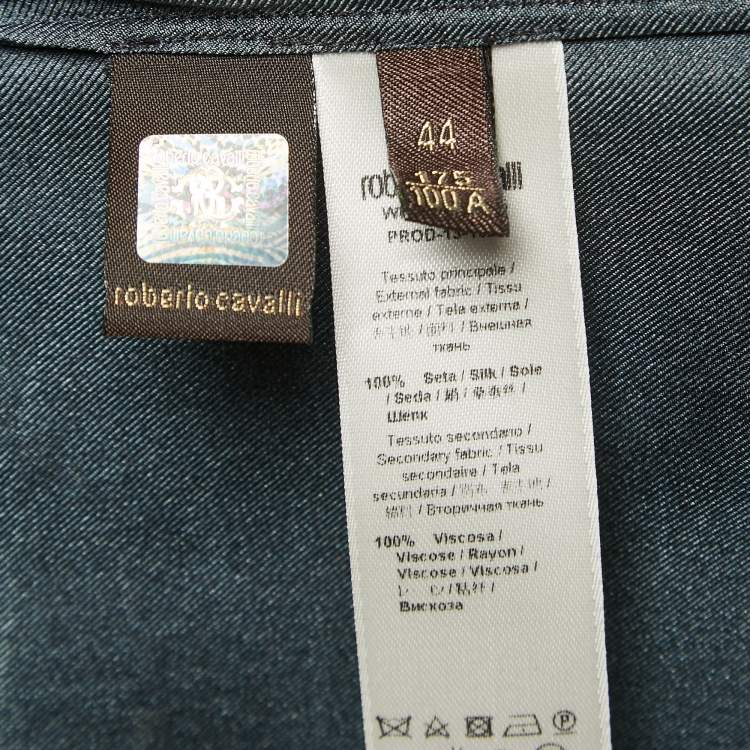 roberto cavalli
roberto cavalli
44
175
100 A
Tessuto principale /
External fabric / Tissu
externe / Tela externa /
/ Внешняя
ткань
100% Seta / Silk / Soie
/ Seda /
Шелк
Tessuto secondario /
Secondary fabric / Tissu
secondaire / Tela
secundaria /
/ Вторичная ткань
100% Viscosa /
Viscose / Rayon /
Viscose / Viscosa /
Вискоза